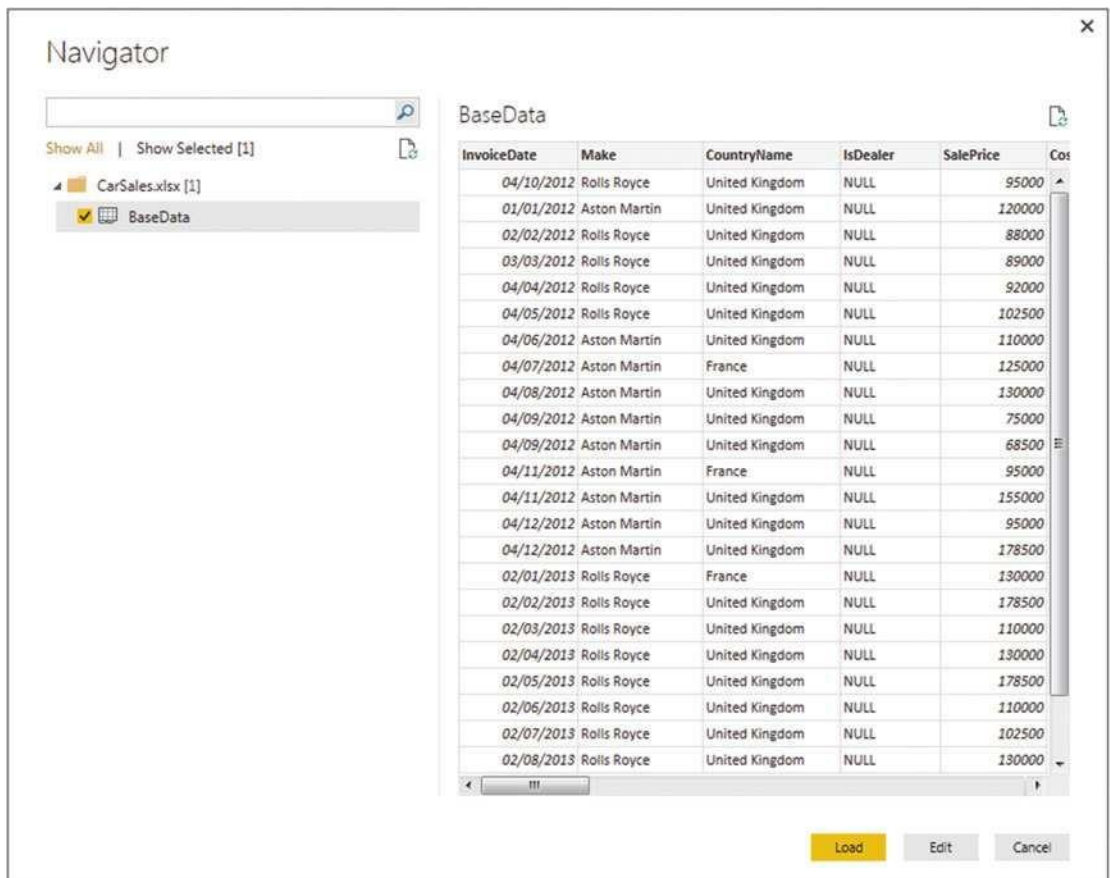 Navigator
Show All | Show Selected [1]
CarSales.xlsx [1]
BaseData
BaseData
InvoiceDate Make CountryName IsDealer SalePrice Cos
04/10/2012 Rolls Royce United Kingdom NULL 95000
01/01/2012 Aston Martin United Kingdom NULL 120000
02/02/2012 Rolls Royce United Kingdom NULL 88000
03/03/2012 Rolls Royce United Kingdom NULL 89000
04/04/2012 Rolls Royce United Kingdom NULL 92000
04/05/2012 Rolls Royce United Kingdom NULL 102500
04/06/2012 Aston Martin United Kingdom NULL 110000
04/07/2012 Aston Martin France NULL 125000
04/08/2012 Aston Martin United Kingdom NULL 130000
04/09/2012 Aston Martin United Kingdom NULL 75000
04/09/2012 Aston Martin United Kingdom NULL 68500
04/11/2012 Aston Martin France NULL 95000
04/11/2012 Aston Martin United Kingdom NULL 155000
04/12/2012 Aston Martin United Kingdom NULL 95000
04/12/2012 Aston Martin United Kingdom NULL 178500
02/01/2013 Rolls Royce France NULL 130000
02/02/2013 Rolls Royce United Kingdom NULL 178500
02/03/2013 Rolls Royce United Kingdom NULL 110000
02/04/2013 Rolls Royce United Kingdom NULL 130000
02/05/2013 Rolls Royce United Kingdom NULL 178500
02/06/2013 Rolls Royce United Kingdom NULL 110000
02/07/2013 Rolls Royce United Kingdom NULL 102500
02/08/2013 Rolls Royce United Kingdom NULL 130000
Load Edit Cancel